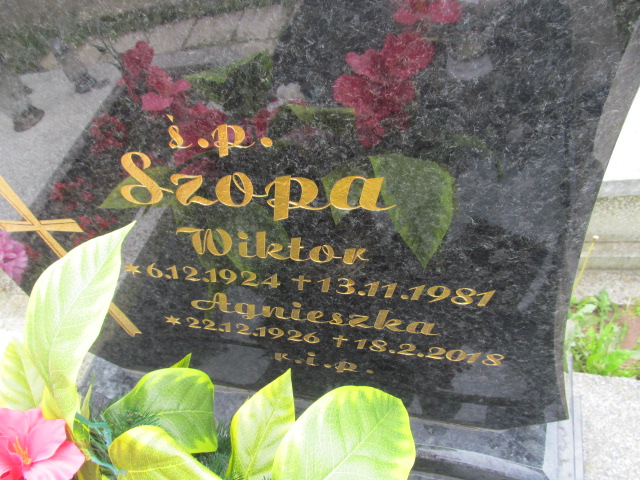 ś.p.
Szopa
Wiktor
*6.12.1924 †13.11.1981
Agnieszka
*22.12.1926 †18.2.2018
r.i.p.